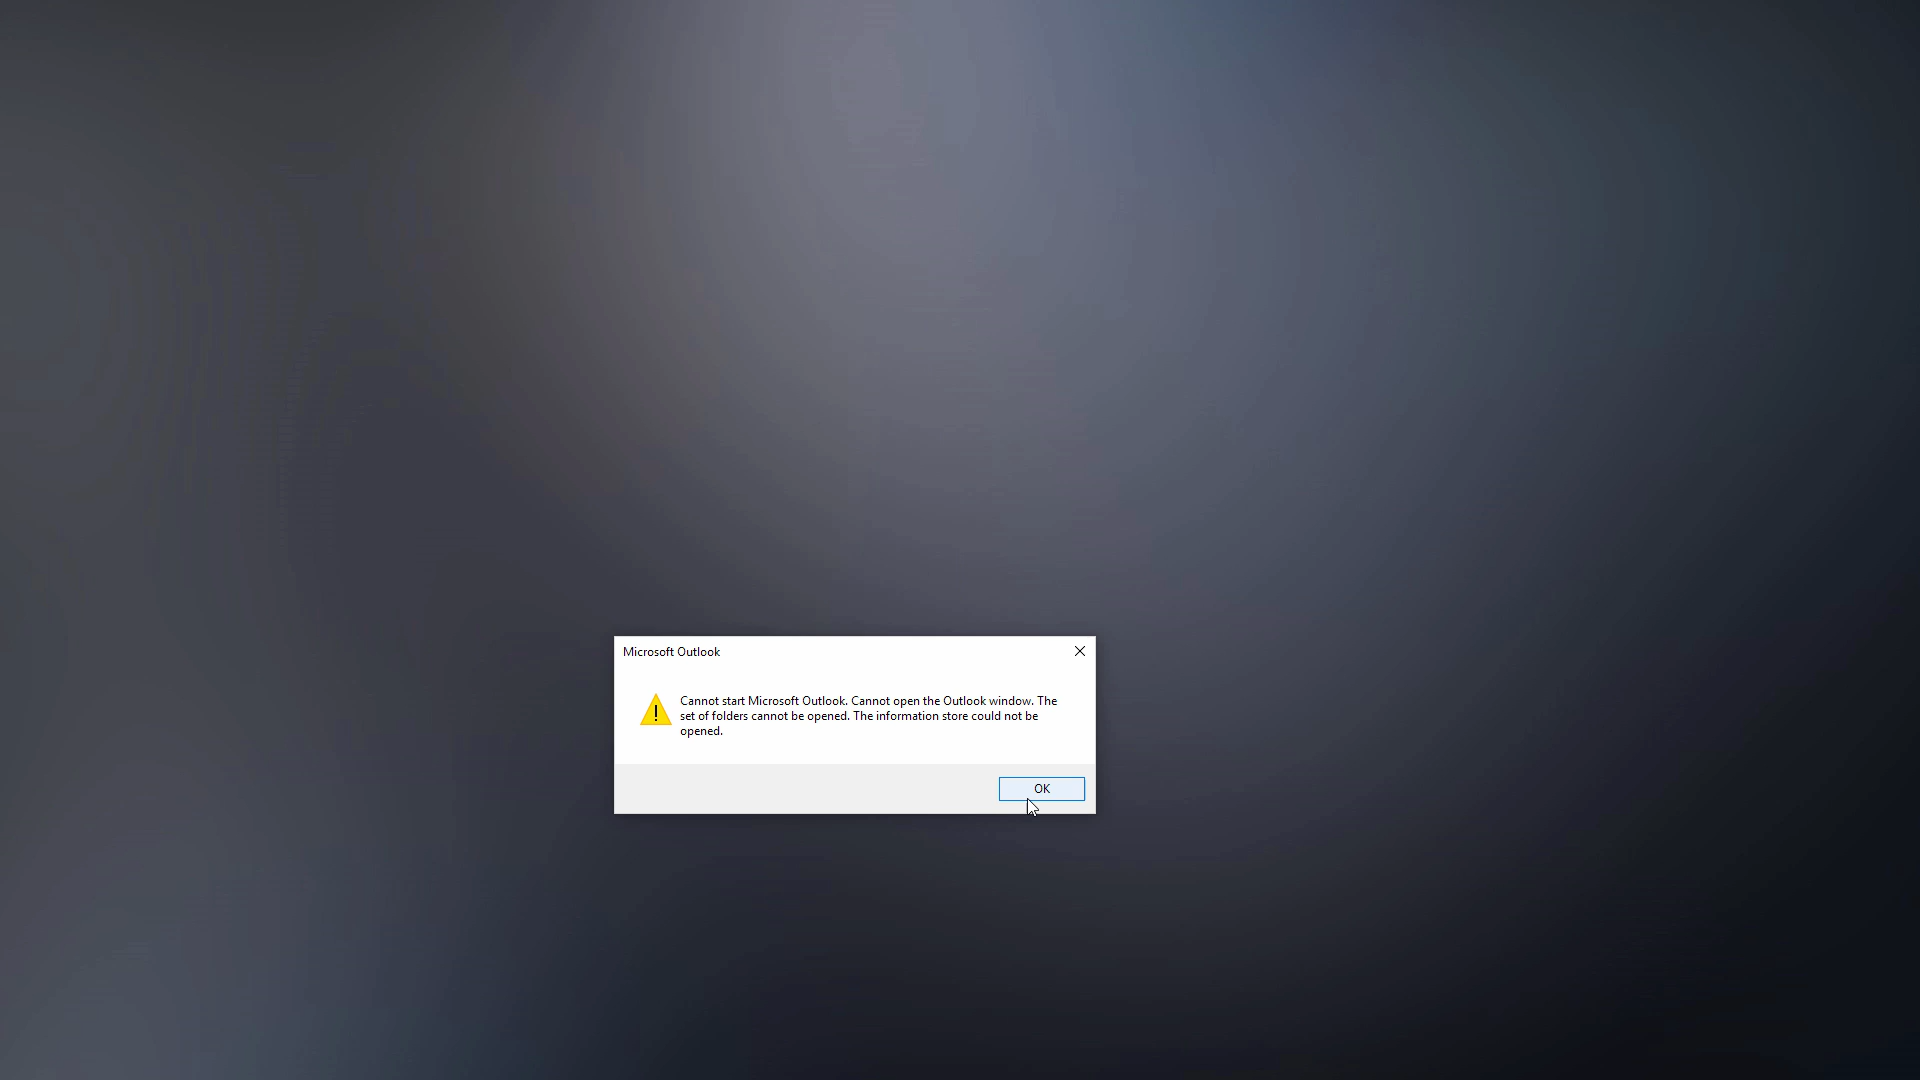 Microsoft Outlook
Cannot start Microsoft Outlook. Cannot open the Outlook window. The
set of folders cannot be opened. The information store could not be
opened.
OK